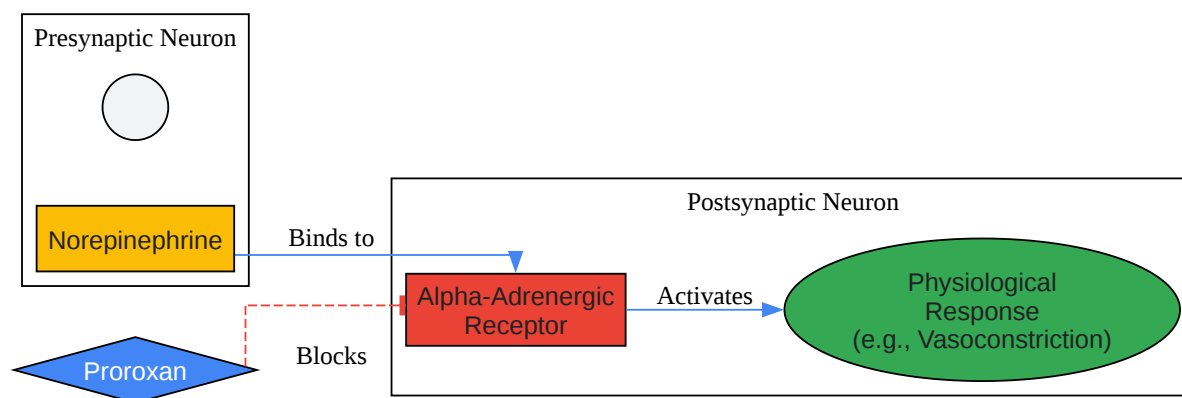 Presynaptic Neuron
Norepinephrine
Binds to
Postsynaptic Neuron
Alpha-Adrenergic
Receptor
Activates
Physiological
Response
(e.g., Vasoconstriction)
Blocks
Proroxan